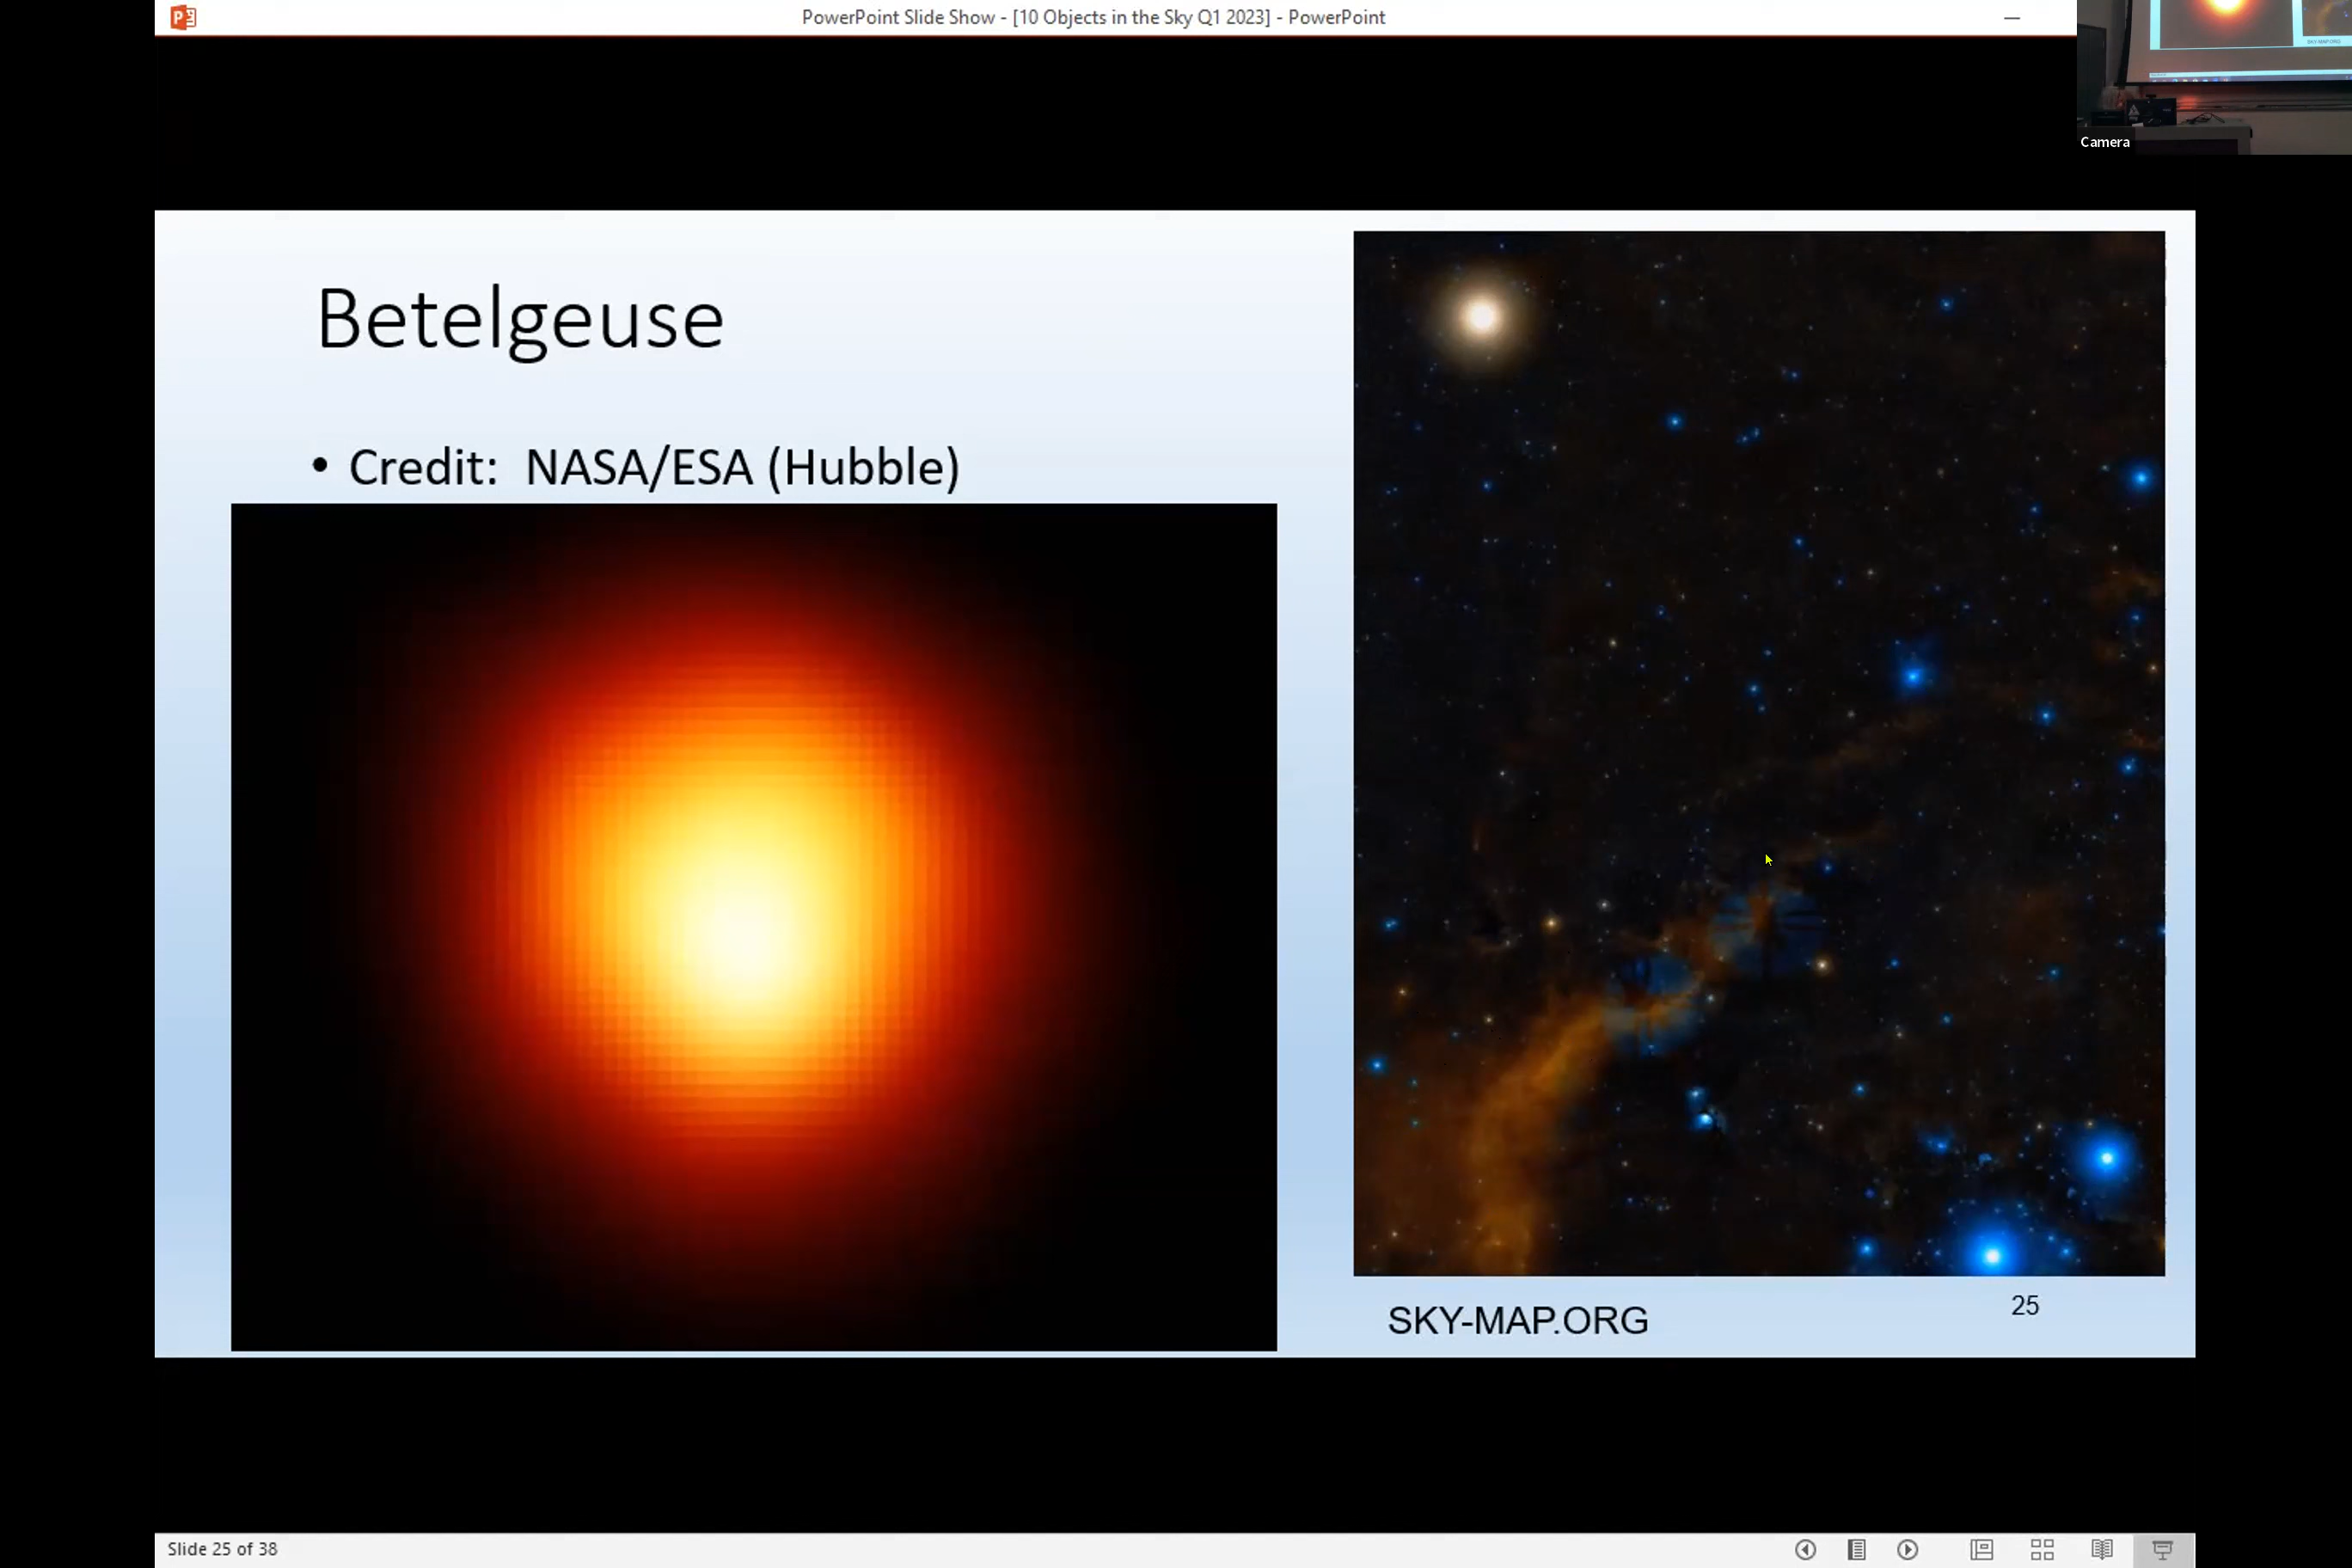 PowerPoint Slide Show - [10 Objects in the Sky Q1 2023] - PowerPoint
Camera
Betelgeuse
• Credit: NASA/ESA (Hubble)
SKY-MAP.ORG
25
Slide 25 of 38